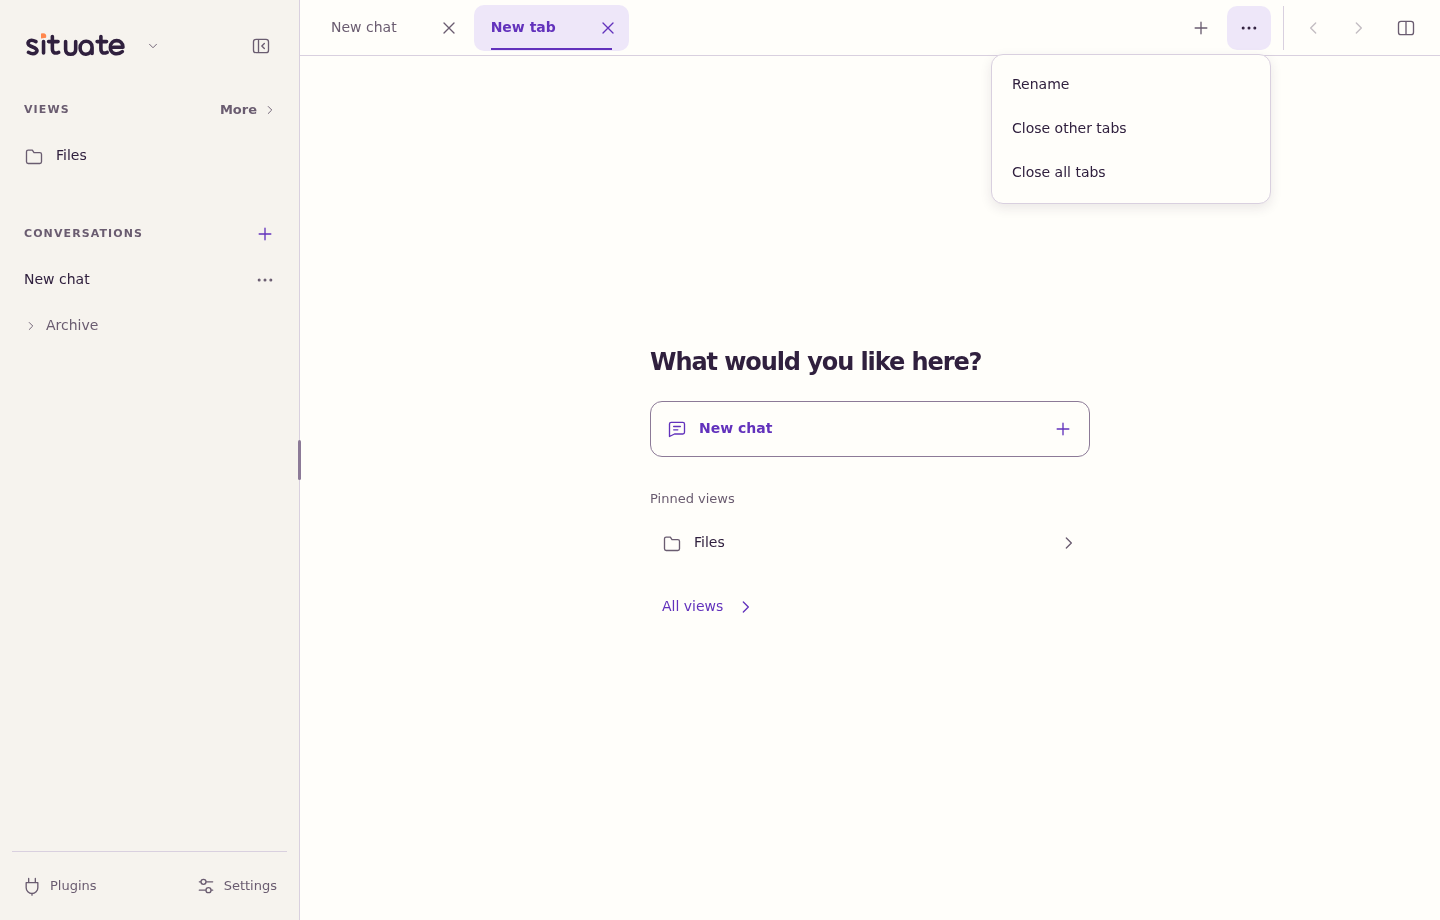 situate
VIEWS
More
Files
CONVERSATIONS
New chat
Archive
Plugins
Settings
New chat
New tab
Rename
Close other tabs
Close all tabs
What would you like here?
New chat
Pinned views
Files
All views